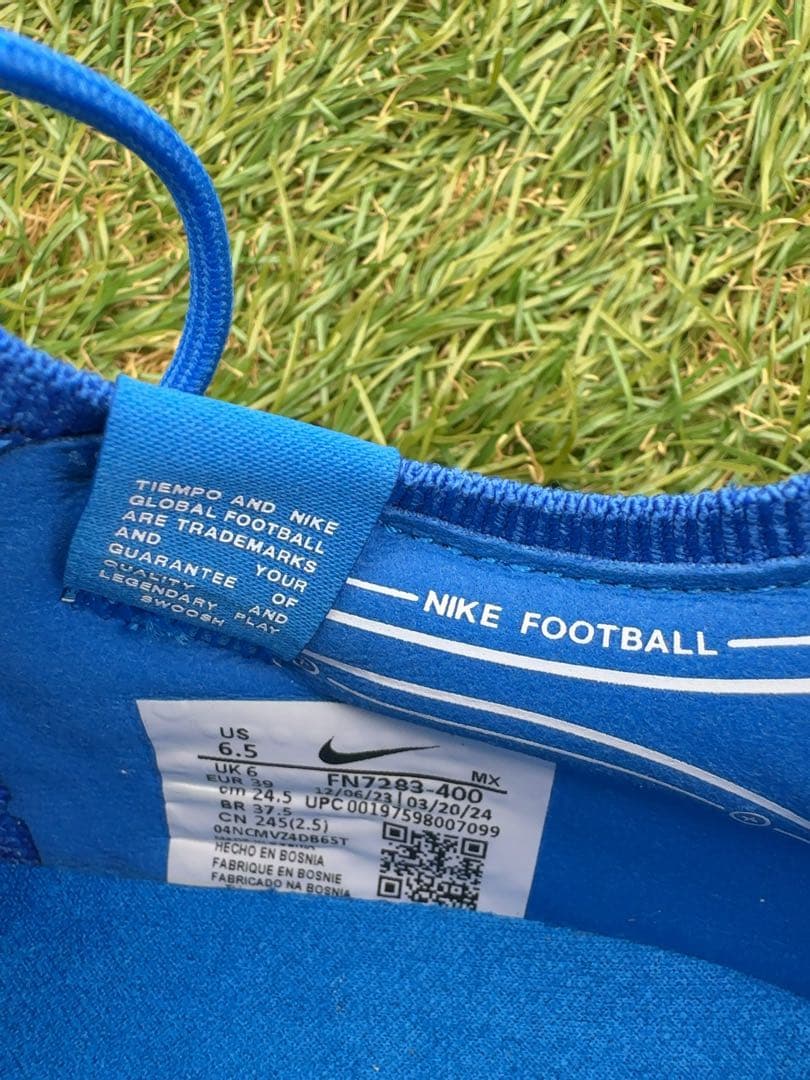 TIEMPO AND NIKE
GLOBAL FOOTBALL
ARE TRADEMARKS
AND YOUR
GUARANTEE OF
QUALITY AND
LEGENDARY PLAY
SWOOSH
NIKE FOOTBALL
US
6.5
MX
UK 6
FN7283-400
EUR 39
12/06/23 | 03/20/24
cm 24.5
UPC 00197598007099
BR 37.5
CN 245(2.5)
04NCMVZ4DB65T
HECHO EN BOSNIA
FABRIQUE EN BOSNIE
FABRICADO NA BOSNIA